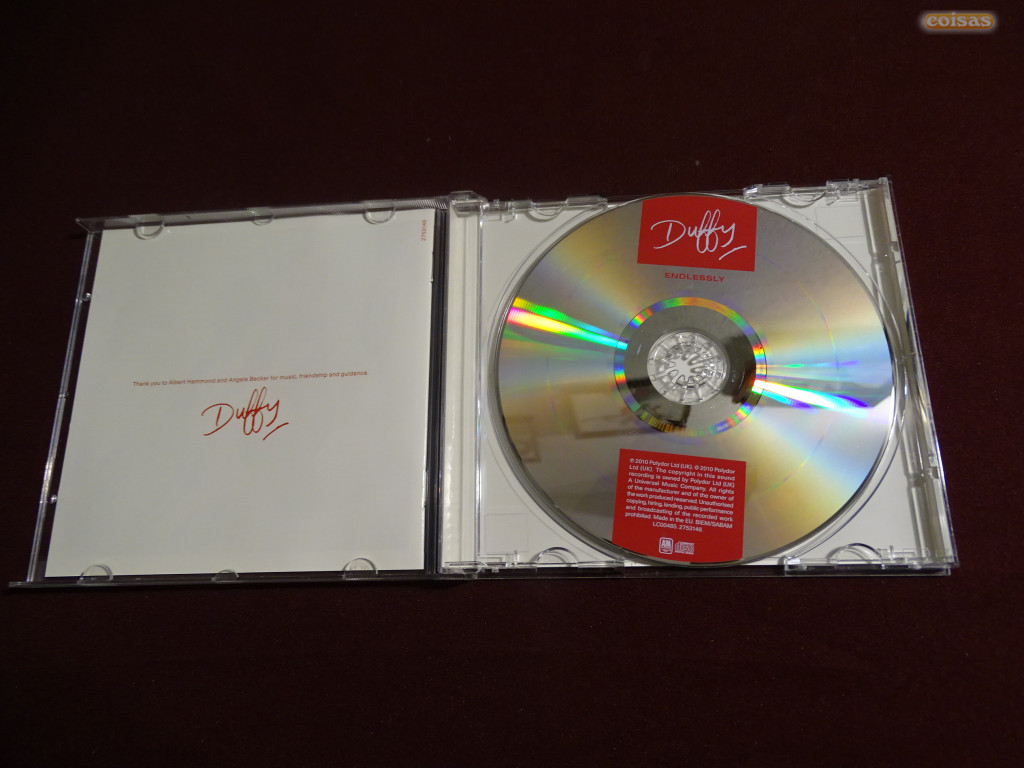 coisas
2753146
Thank you to Albert Hammond and Angela Becker for music, friendship and guidance.
Duffy
Duffy
ENDLESSLY
℗ 2010 Polydor Ltd (UK). © 2010 Polydor
Ltd (UK). The copyright in this sound
recording is owned by Polydor Ltd (UK)
A Universal Music Company. All rights
of the manufacturer and of the owner of
the work produced reserved. Unauthorised
copying, hiring, lending, public performance
and broadcasting of the recorded work
prohibited. Made in the EU. BIEM/SABAM
LC00485. 2753146
A&M